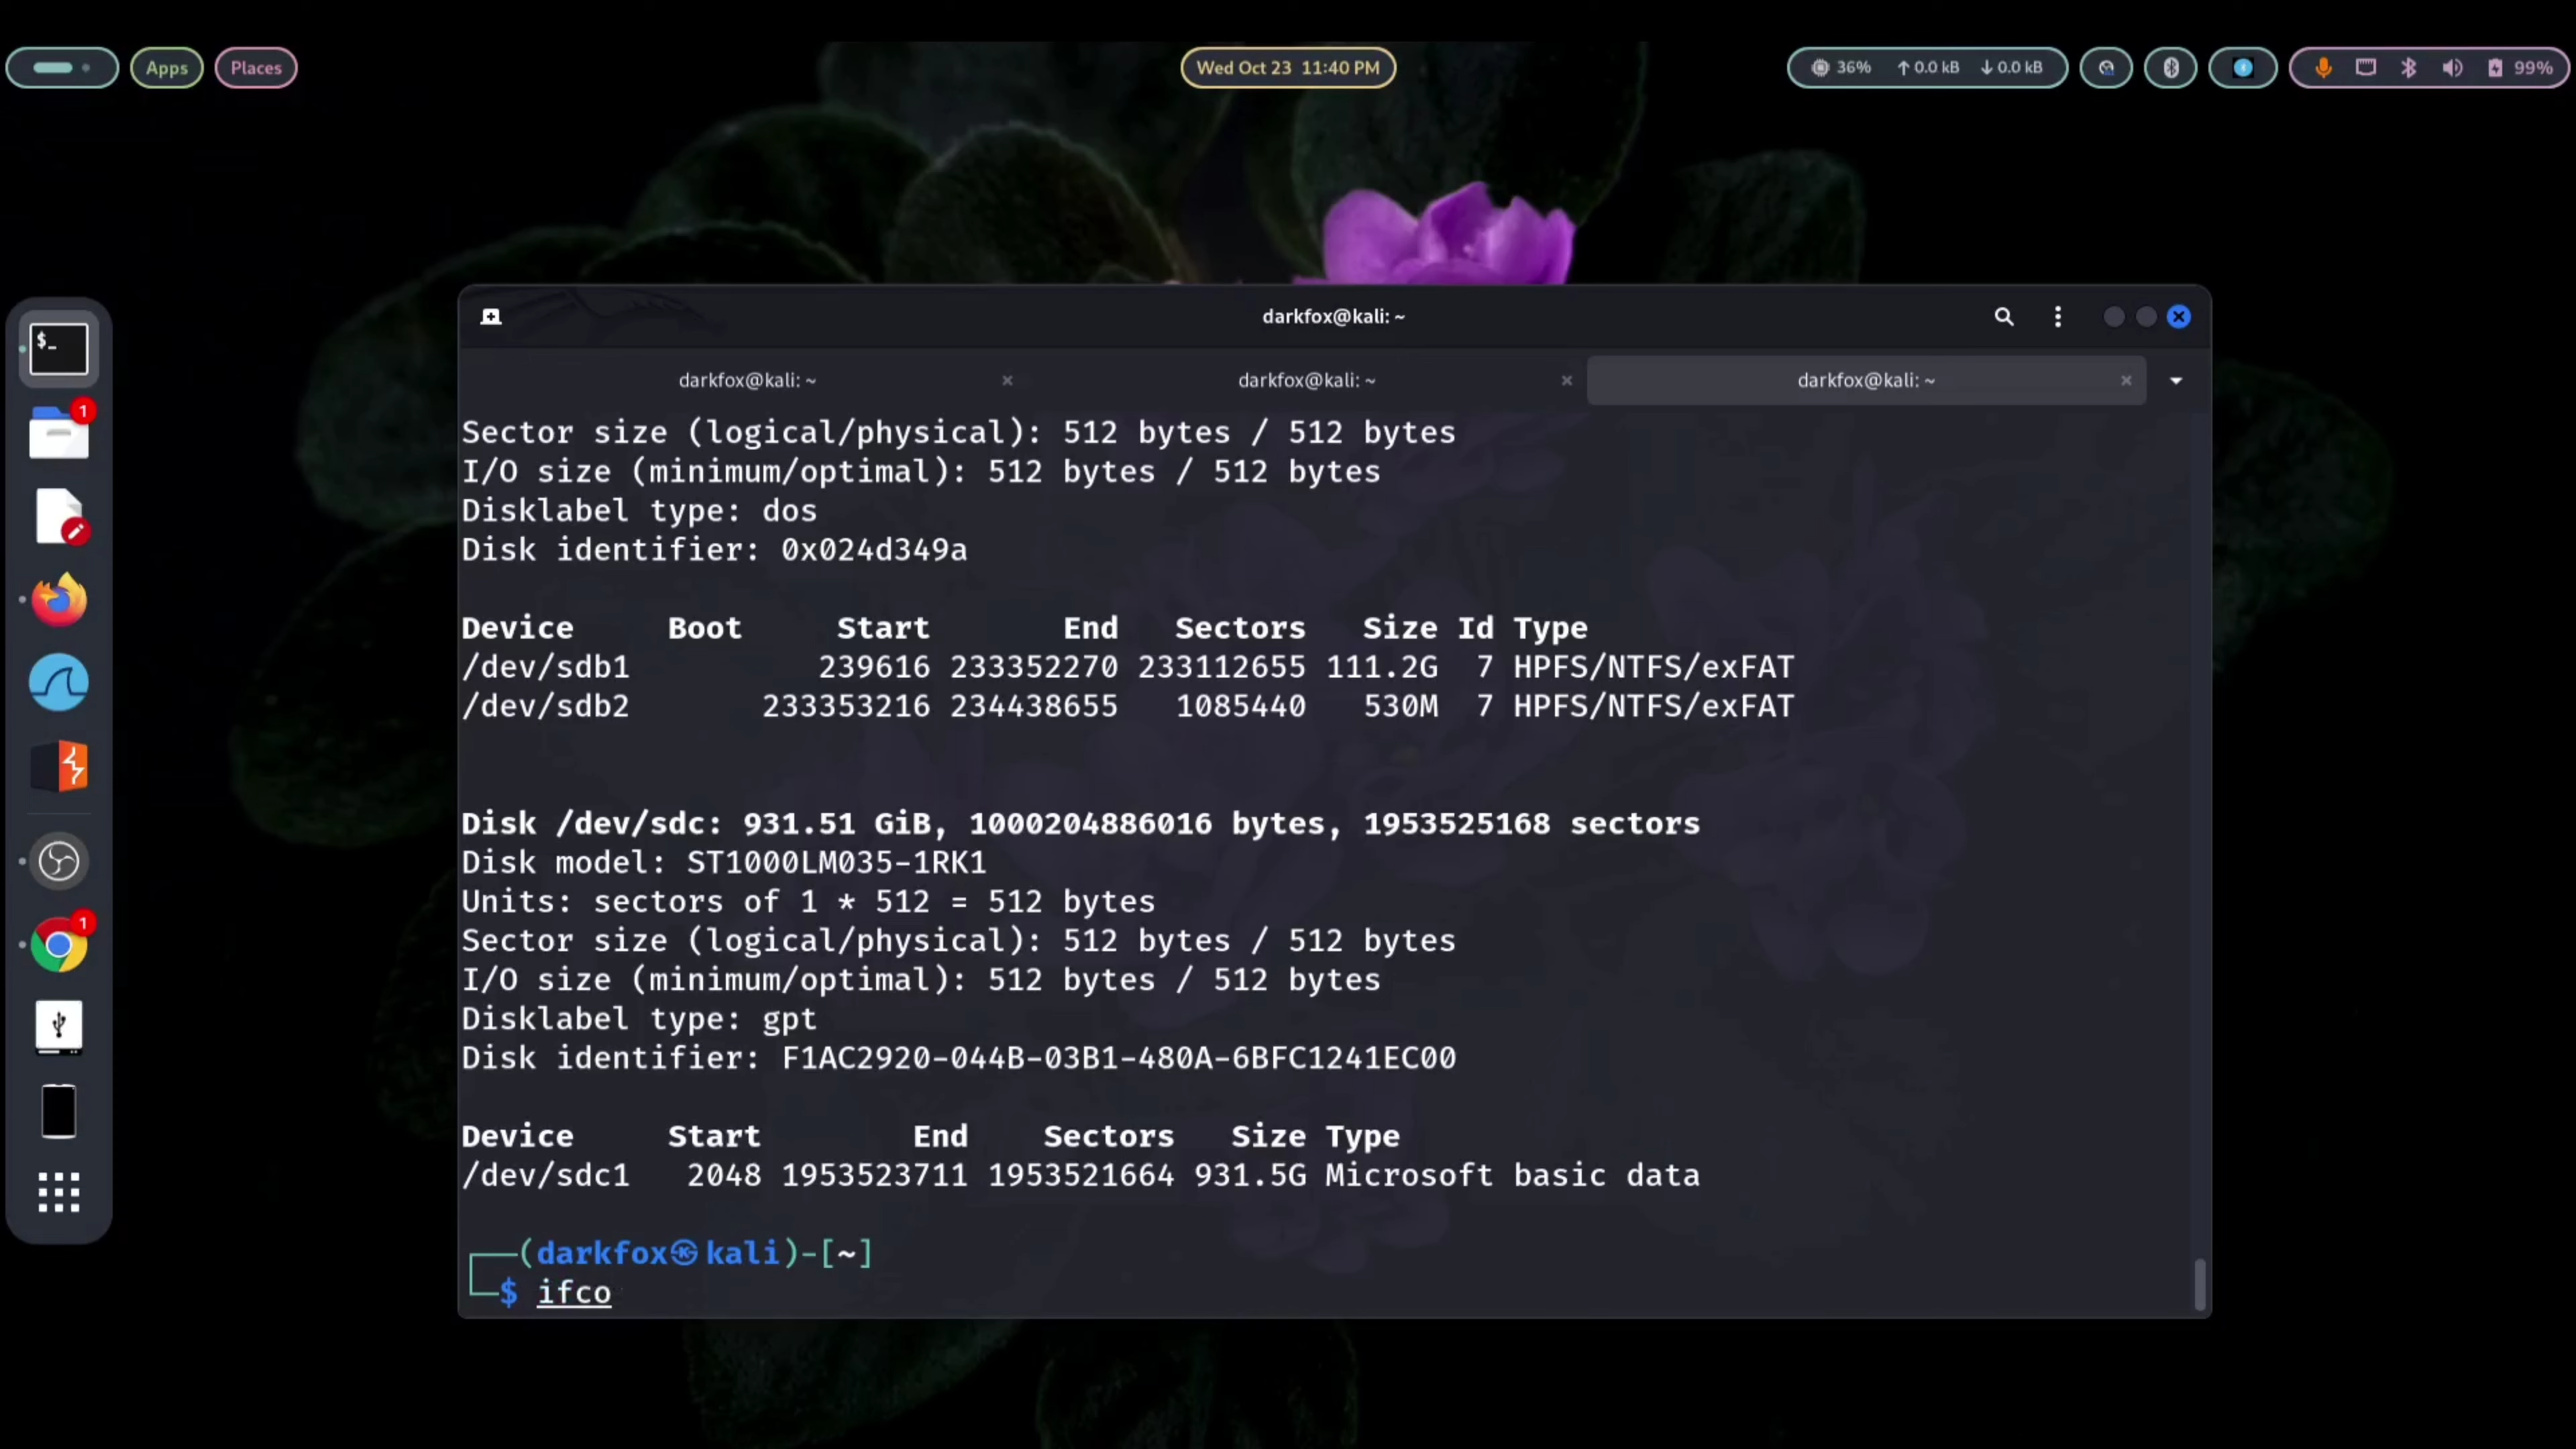 Apps Places Wed Oct 23 11:40 PM 36% ↑ 0.0 kB ↓ 0.0 kB 99%
darkfox@kali: ~
$_
darkfox@kali: ~ × darkfox@kali: ~ × darkfox@kali: ~ ×
1
1
Sector size (logical/physical): 512 bytes / 512 bytes
I/O size (minimum/optimal): 512 bytes / 512 bytes
Disklabel type: dos
Disk identifier: 0x024d349a
Device Boot Start End Sectors Size Id Type
/dev/sdb1 239616 233352270 233112655 111.2G 7 HPFS/NTFS/exFAT
/dev/sdb2 233353216 234438655 1085440 530M 7 HPFS/NTFS/exFAT
Disk /dev/sdc: 931.51 GiB, 1000204886016 bytes, 1953525168 sectors
Disk model: ST1000LM035-1RK1
Units: sectors of 1 * 512 = 512 bytes
Sector size (logical/physical): 512 bytes / 512 bytes
I/O size (minimum/optimal): 512 bytes / 512 bytes
Disklabel type: gpt
Disk identifier: F1AC2920-044B-03B1-480A-6BFC1241EC00
Device Start End Sectors Size Type
/dev/sdc1 2048 1953523711 1953521664 931.5G Microsoft basic data
┌──(darkfox㉿kali)-[~]
└─$ ifco